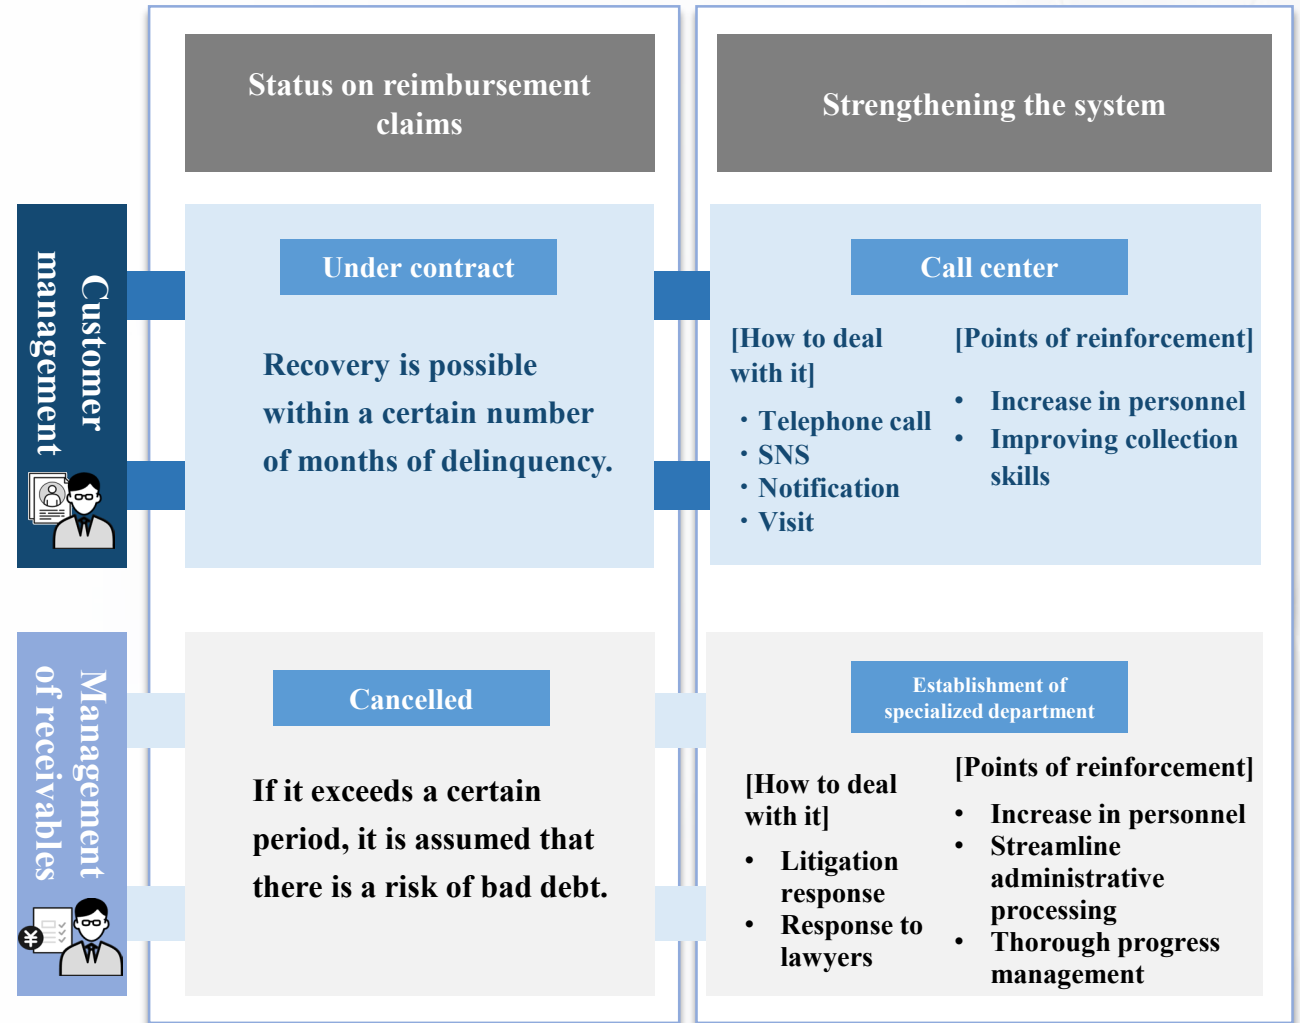 Status on reimbursement
claims
Strengthening the system
Customer
management
Under contract
Recovery is possible
within a certain number
of months of delinquency.
Call center
[How to deal
with it]
・Telephone call
・SNS
・Notification
・Visit
[Points of reinforcement]
• Increase in personnel
• Improving collection
skills
Management
of receivables
¥
Cancelled
If it exceeds a certain
period, it is assumed that
there is a risk of bad debt.
Establishment of
specialized department
[How to deal
with it]
• Litigation
response
• Response to
lawyers
[Points of reinforcement]
• Increase in personnel
• Streamline
administrative
processing
• Thorough progress
management